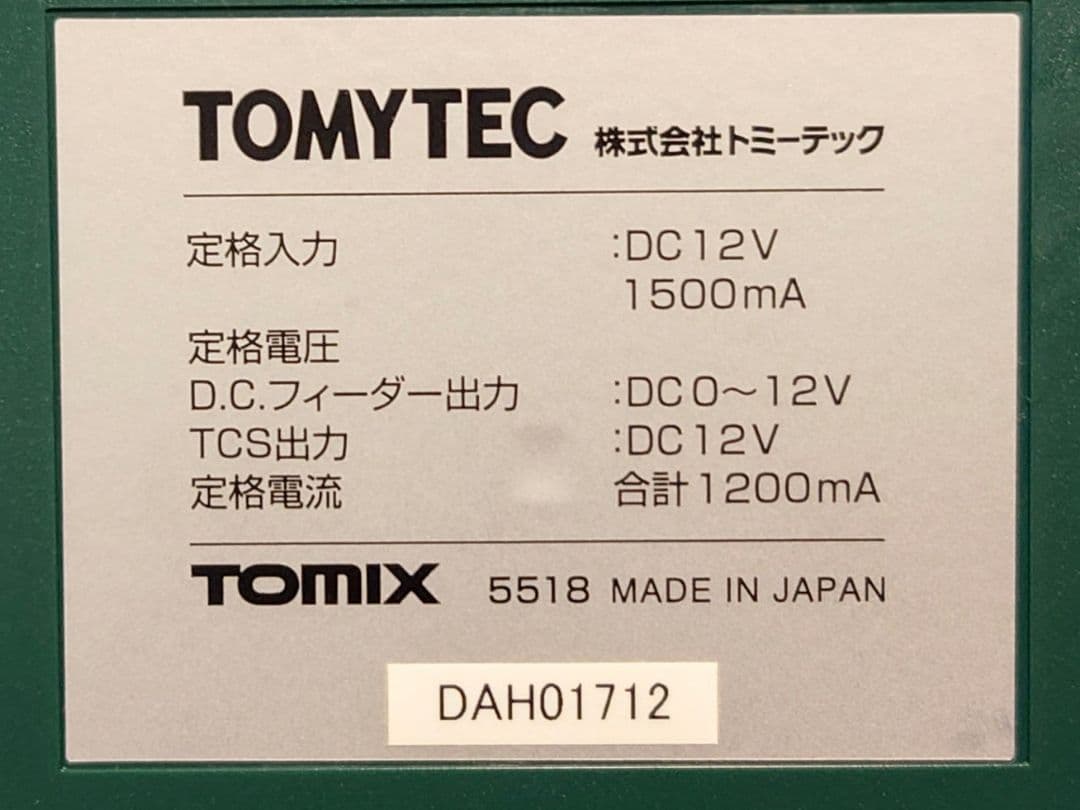 TOMYTEC 株式会社トミーテック
定格入力 :DC12V
1500mA
定格電圧
D.C.フィーダー出力 :DC0～12V
TCS出力 :DC12V
定格電流 合計1200mA
TOMIX 5518 MADE IN JAPAN
DAH01712